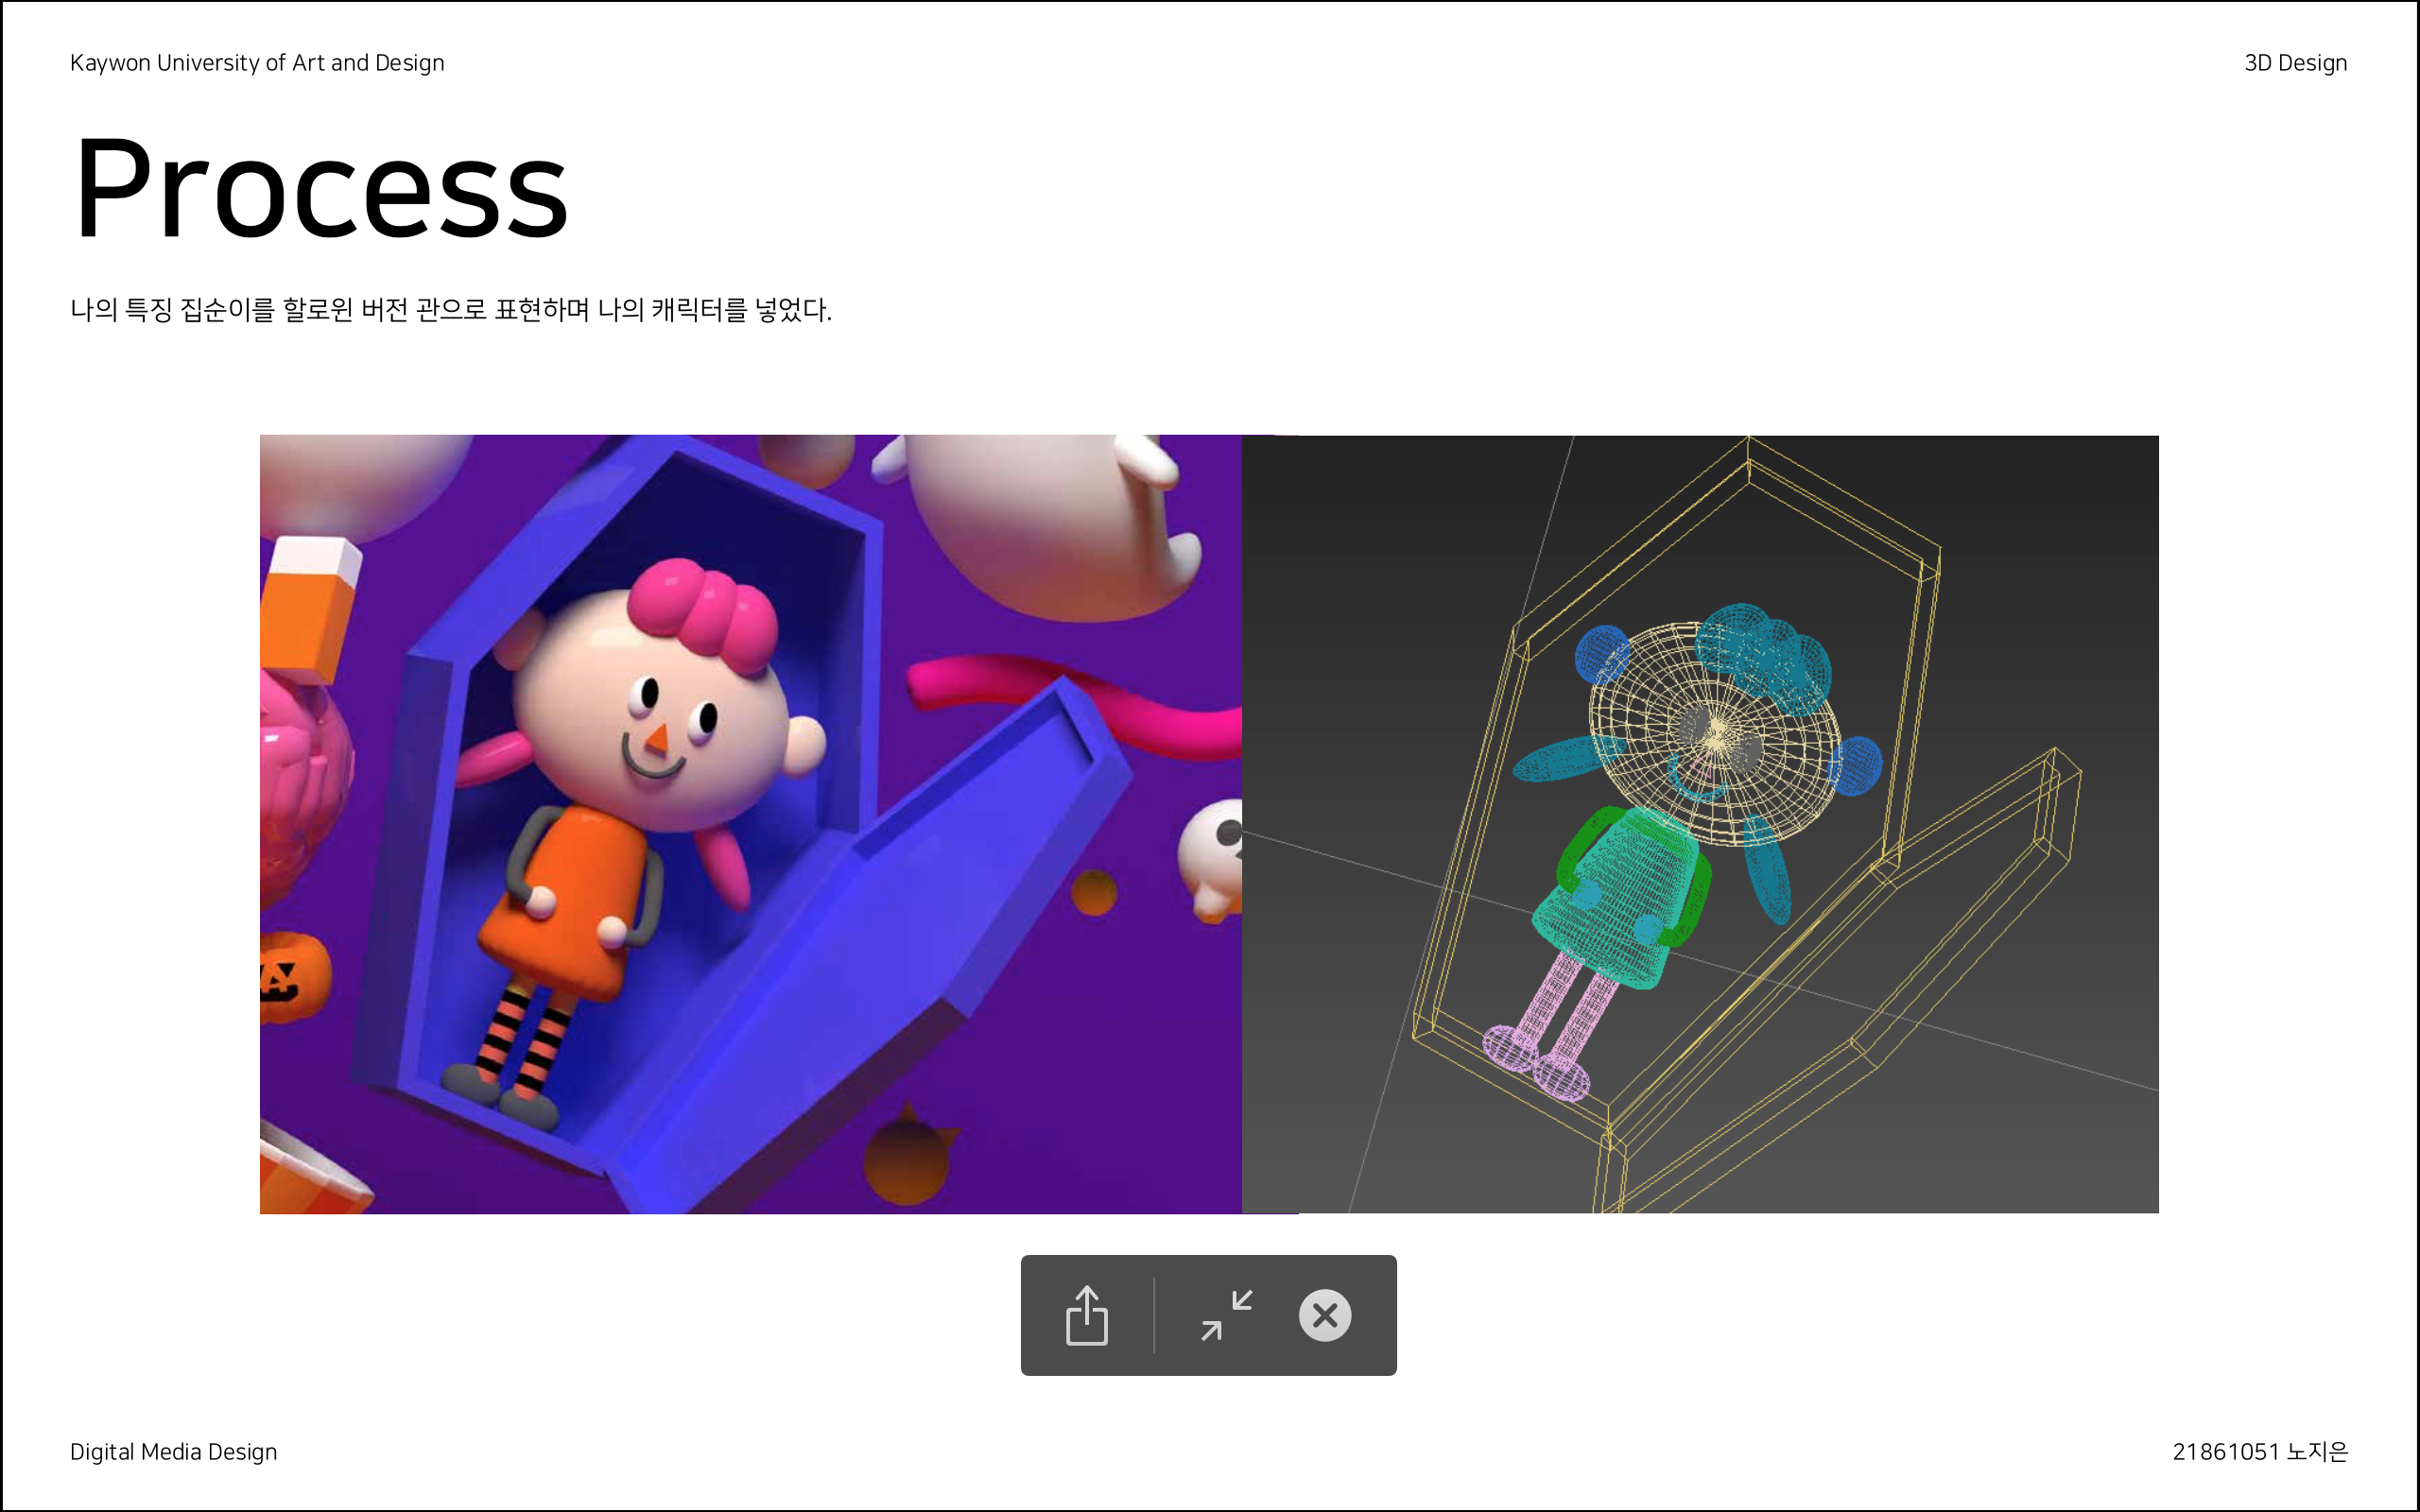 Kaywon University of Art and Design
3D Design
Process
나의 특징 집순이를 할로윈 버전 관으로 표현하며 나의 캐릭터를 넣었다.
Digital Media Design
21861051 노지은